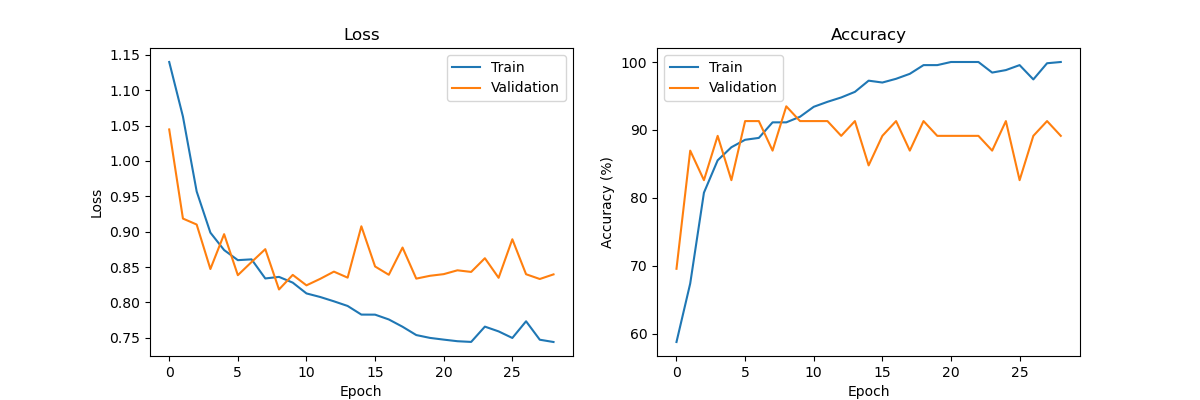 Loss
Train
Validation
1.15
1.10
1.05
1.00
0.95
0.90
0.85
0.80
0.75
Loss
0 5 10 15 20 25
Epoch
Accuracy
Train
Validation
100
90
80
70
60
Accuracy (%)
0 5 10 15 20 25
Epoch